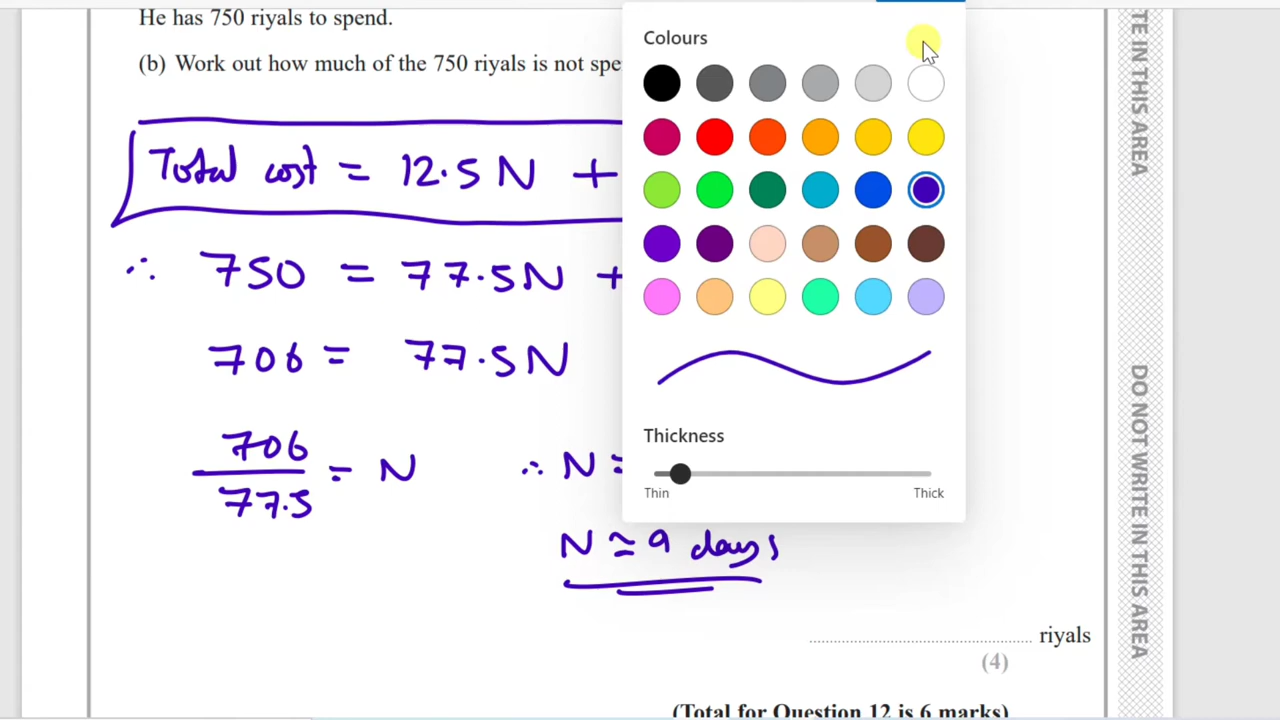 He has 750 riyals to spend.
(b) Work out how much of the 750 riyals is not spe
Total cost = 12.5N +
∴ 750 = 77.5N +
706 = 77.5N
706
77.5
= N
∴ N =
N ≃ 9 days
riyals
(4)
(Total for Question 12 is 6 marks)
Colours
Thickness
Thin Thick
TE IN THIS AREA
DO NOT WRITE IN THIS AREA